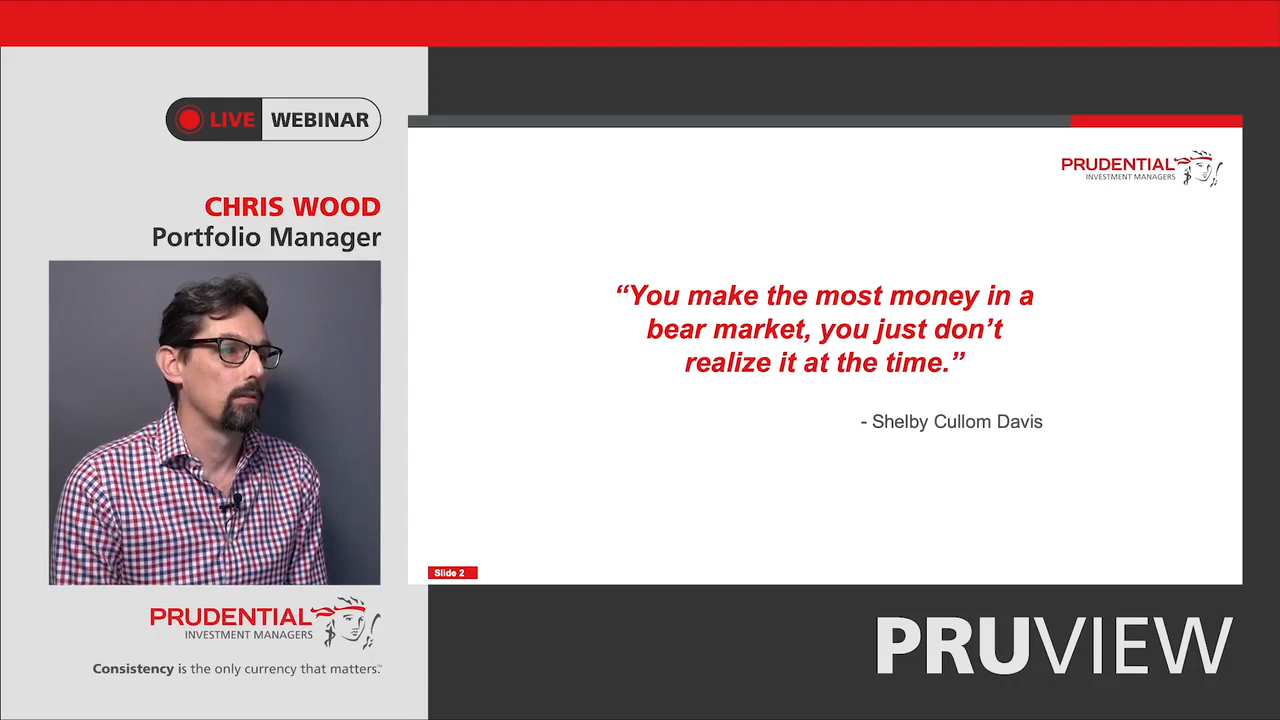 LIVE WEBINAR
CHRIS WOOD
Portfolio Manager
PRUDENTIAL
INVESTMENT MANAGERS
“You make the most money in a
bear market, you just don’t
realize it at the time.”
- Shelby Cullom Davis
Slide 2
PRUDENTIAL
INVESTMENT MANAGERS
Consistency is the only currency that matters.™
PRUVIEW